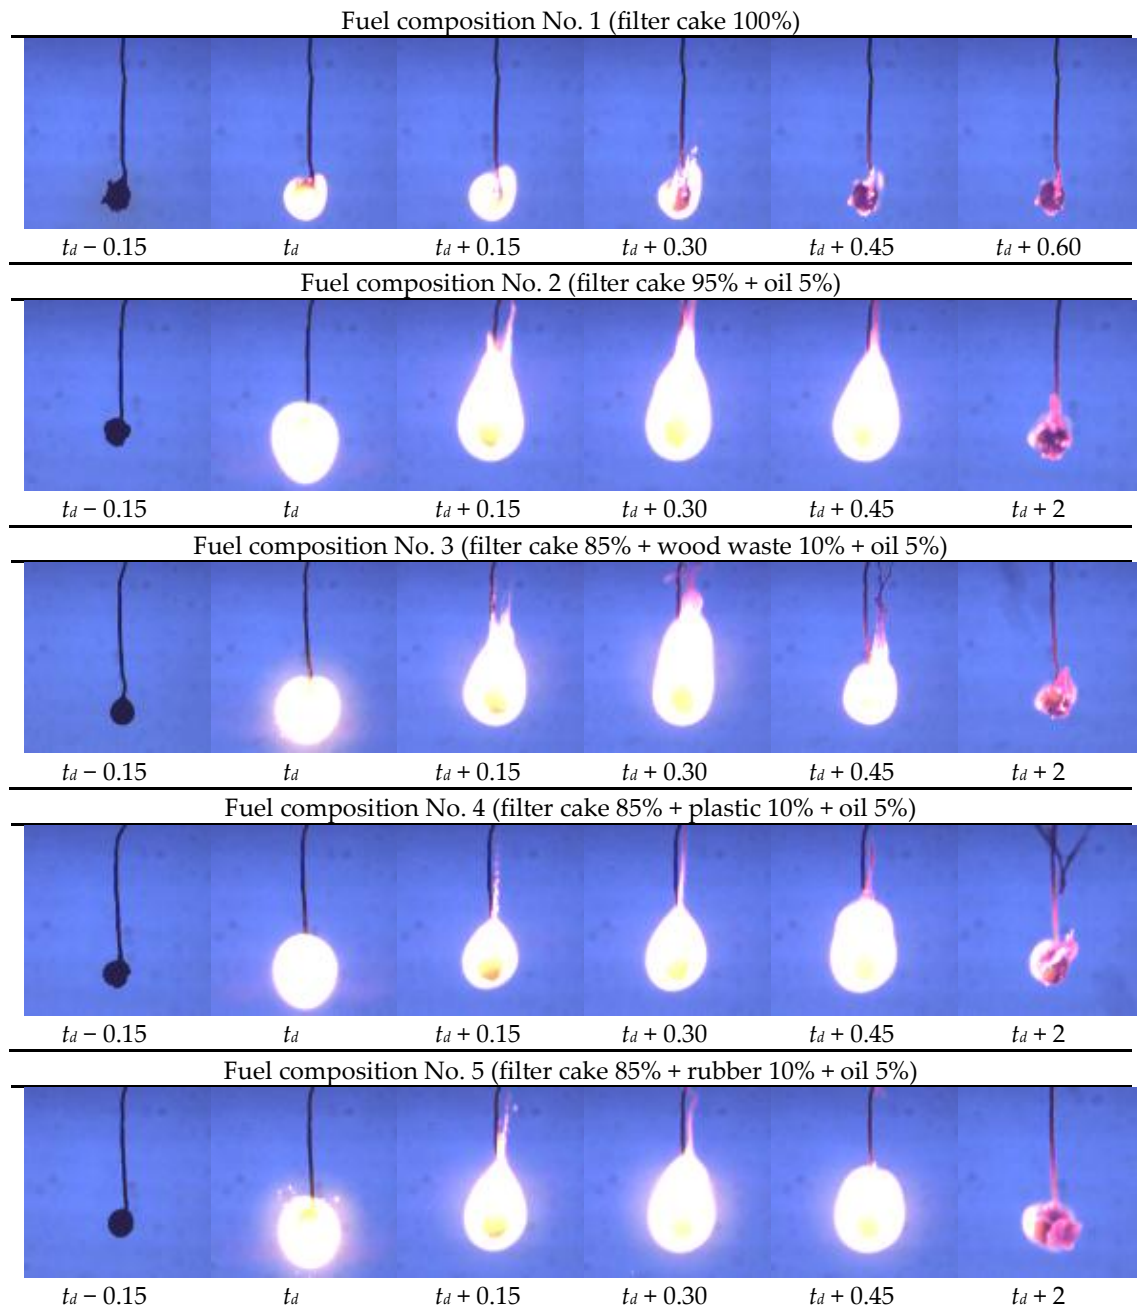 Fuel composition No. 1 (filter cake 100%)
td − 0.15 td td + 0.15 td + 0.30 td + 0.45 td + 0.60
Fuel composition No. 2 (filter cake 95% + oil 5%)
td − 0.15 td td + 0.15 td + 0.30 td + 0.45 td + 2
Fuel composition No. 3 (filter cake 85% + wood waste 10% + oil 5%)
td − 0.15 td td + 0.15 td + 0.30 td + 0.45 td + 2
Fuel composition No. 4 (filter cake 85% + plastic 10% + oil 5%)
td − 0.15 td td + 0.15 td + 0.30 td + 0.45 td + 2
Fuel composition No. 5 (filter cake 85% + rubber 10% + oil 5%)
td − 0.15 td td + 0.15 td + 0.30 td + 0.45 td + 2